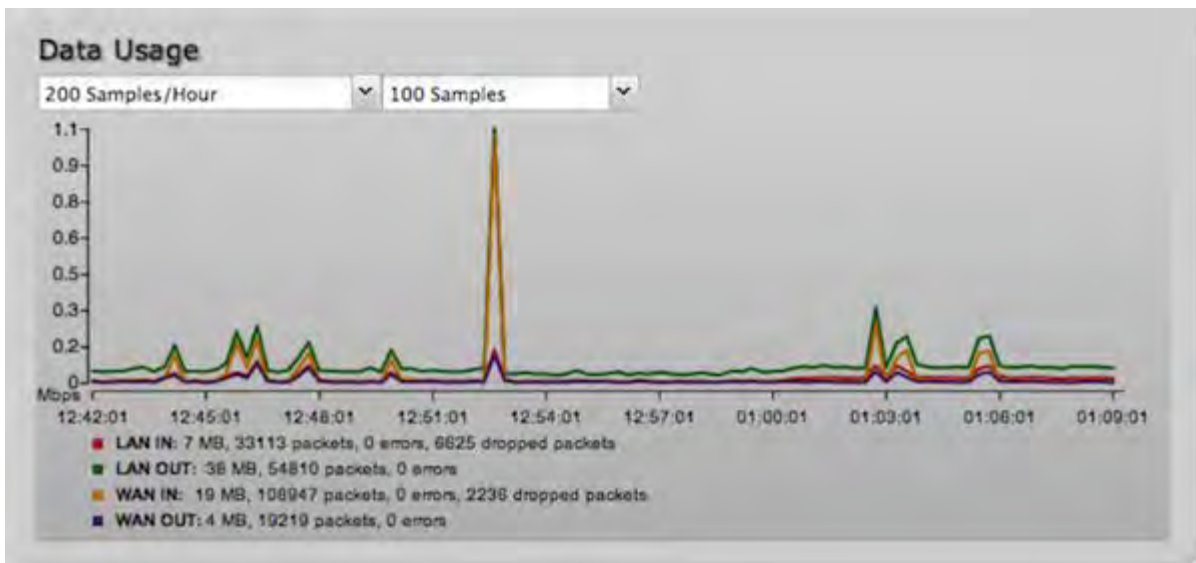 Data Usage
200 Samples/Hour 100 Samples
1.1
0.9
0.8
0.6
0.5
0.3
0.2
0
Mbps
12:42:01 12:45:01 12:48:01 12:51:01 12:54:01 12:57:01 01:00:01 01:03:01 01:06:01 01:09:01
LAN IN: 7 MB, 33113 packets, 0 errors, 6625 dropped packets
LAN OUT: 38 MB, 54810 packets, 0 errors
WAN IN: 19 MB, 108947 packets, 0 errors, 2236 dropped packets
WAN OUT: 4 MB, 19219 packets, 0 errors